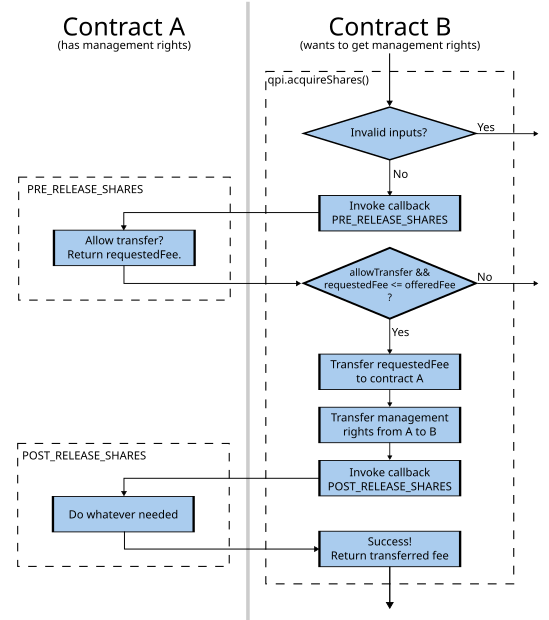 Contract A
(has management rights)
Contract B
(wants to get management rights)
qpi.acquireShares()
Invalid inputs?
Yes
No
Invoke callback
PRE_RELEASE_SHARES
PRE_RELEASE_SHARES
Allow transfer?
Return requestedFee.
allowTransfer &&
requestedFee <= offeredFee
?
No
Yes
Transfer requestedFee
to contract A
Transfer management
rights from A to B
Invoke callback
POST_RELEASE_SHARES
POST_RELEASE_SHARES
Do whatever needed
Success!
Return transferred fee